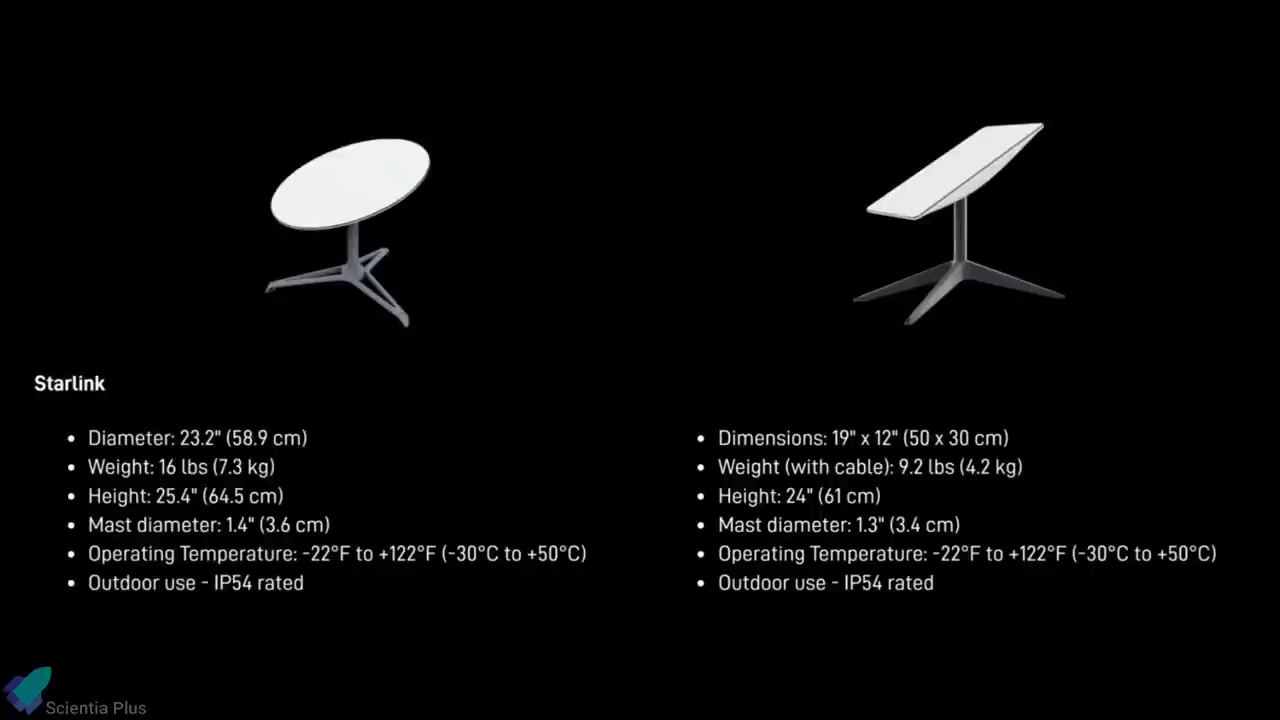 Starlink
• Diameter: 23.2" (58.9 cm)
• Weight: 16 lbs (7.3 kg)
• Height: 25.4" (64.5 cm)
• Mast diameter: 1.4" (3.6 cm)
• Operating Temperature: -22°F to +122°F (-30°C to +50°C)
• Outdoor use - IP54 rated
• Dimensions: 19" x 12" (50 x 30 cm)
• Weight (with cable): 9.2 lbs (4.2 kg)
• Height: 24" (61 cm)
• Mast diameter: 1.3" (3.4 cm)
• Operating Temperature: -22°F to +122°F (-30°C to +50°C)
• Outdoor use - IP54 rated
Scientia Plus